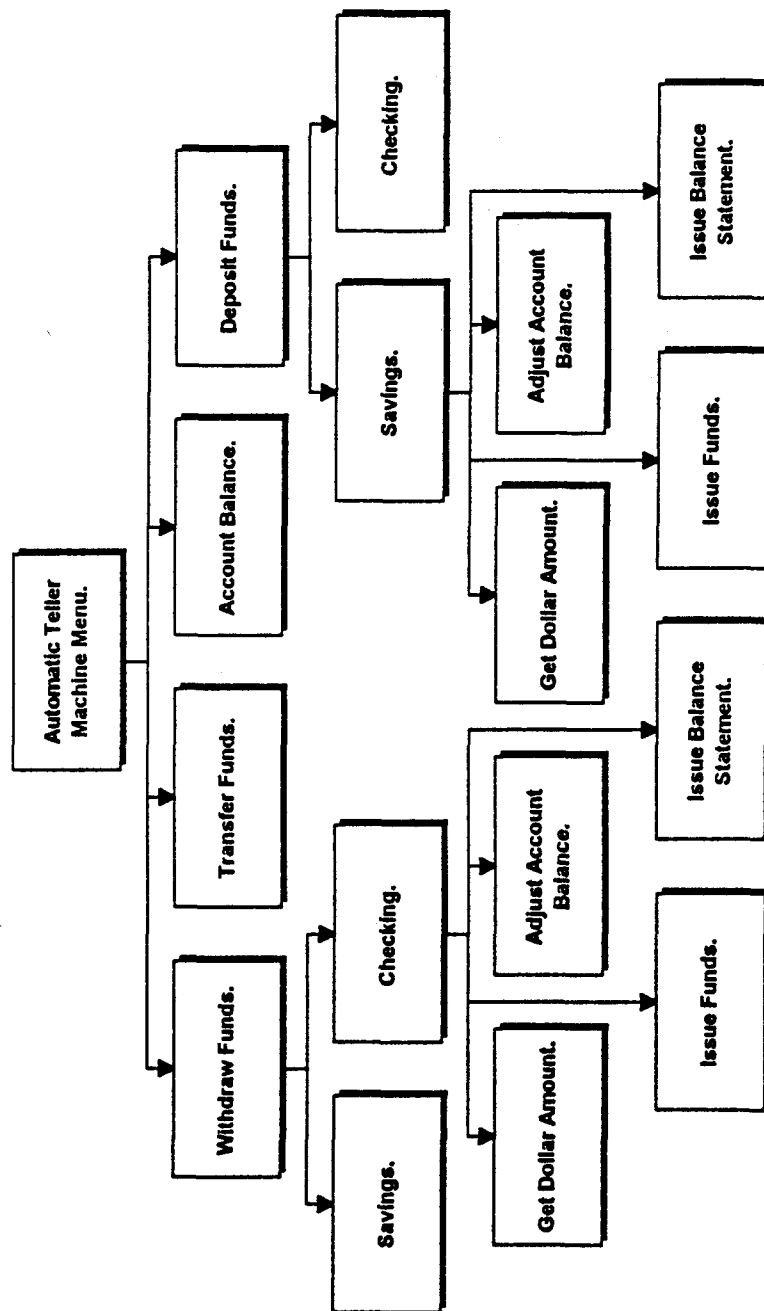 Automatic Teller
Machine Menu.
Withdraw Funds.
Transfer Funds.
Account Balance.
Deposit Funds.
Savings.
Checking.
Savings.
Checking.
Get Dollar Amount.
Adjust Account
Balance.
Get Dollar Amount.
Adjust Account
Balance.
Issue Funds.
Issue Balance
Statement.
Issue Funds.
Issue Balance
Statement.